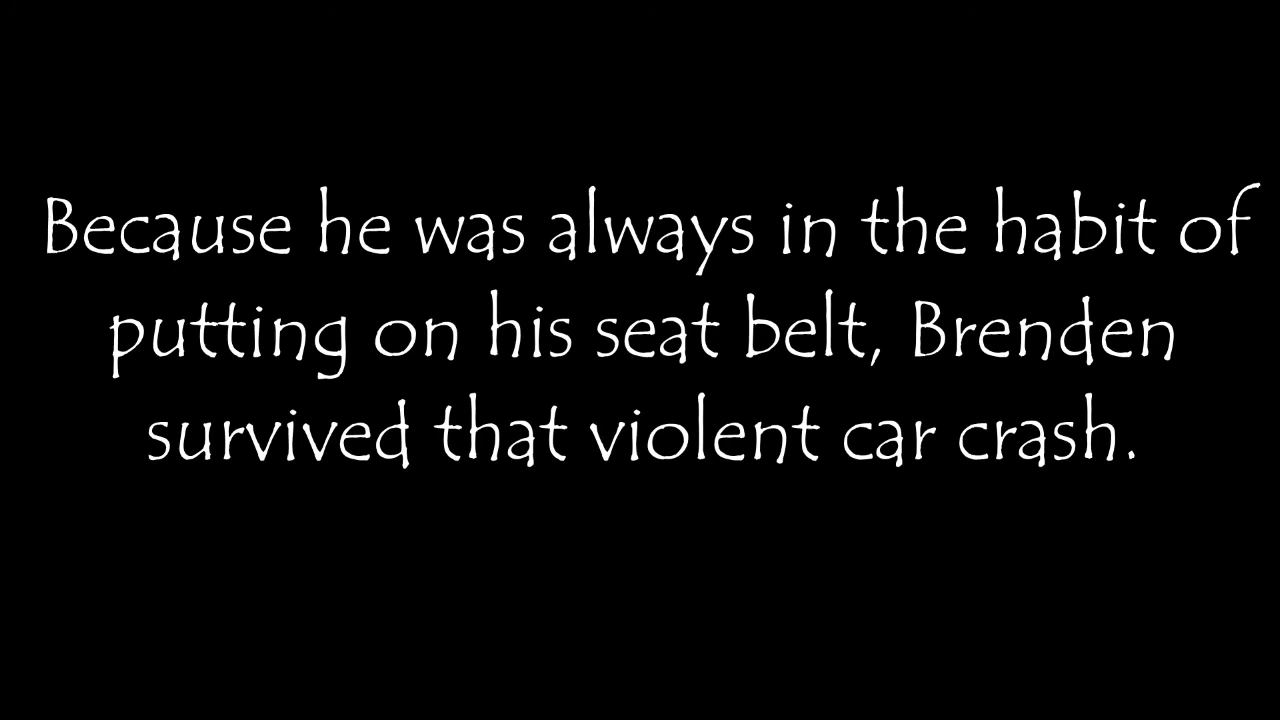 Because he was always in the habit of
putting on his seat belt, Brenden
survived that violent car crash.